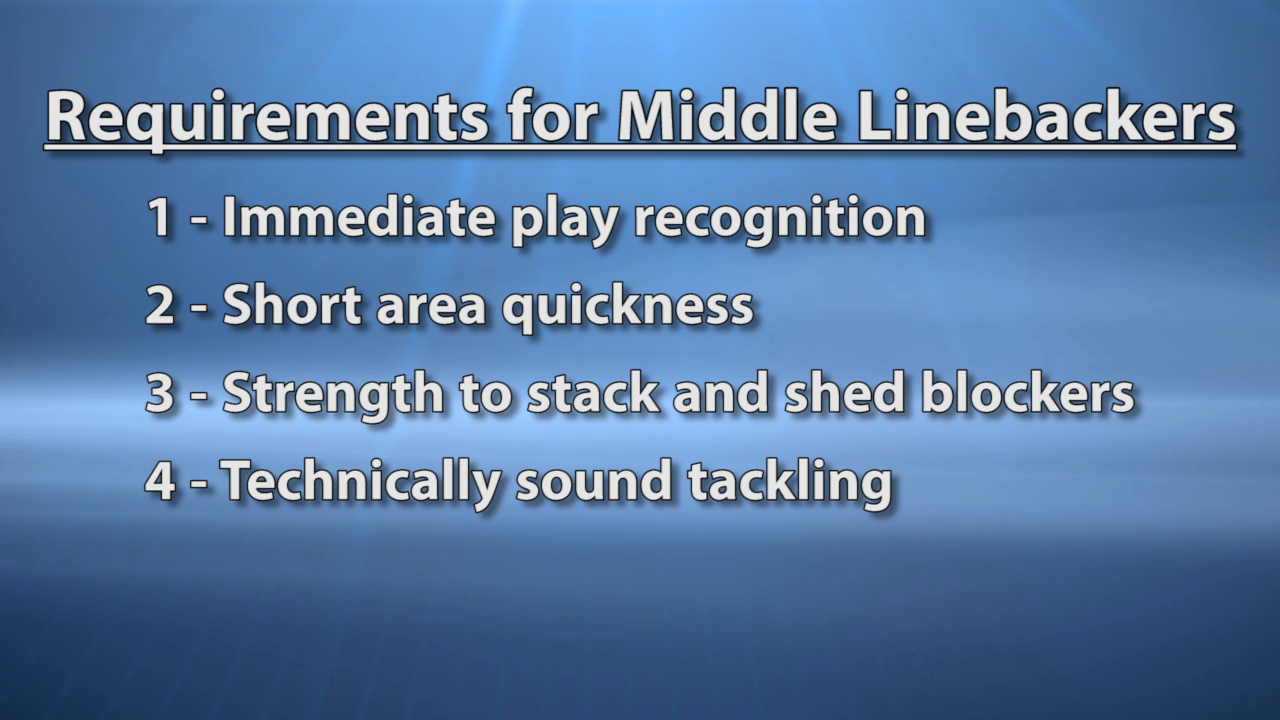 Requirements for Middle Linebackers
1 - Immediate play recognition
2 - Short area quickness
3 - Strength to stack and shed blockers
4 - Technically sound tackling